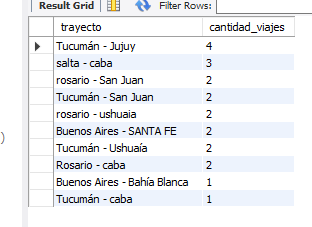 Result Grid Filter Rows:
trayecto cantidad_viajes
Tucumán - Jujuy 4
salta - caba 3
rosario - San Juan 2
Tucumán - San Juan 2
rosario - ushuaia 2
Buenos Aires - SANTA FE 2
Tucumán - Ushuaía 2
Rosario - caba 2
Buenos Aires - Bahía Blanca 1
Tucumán - caba 1
)